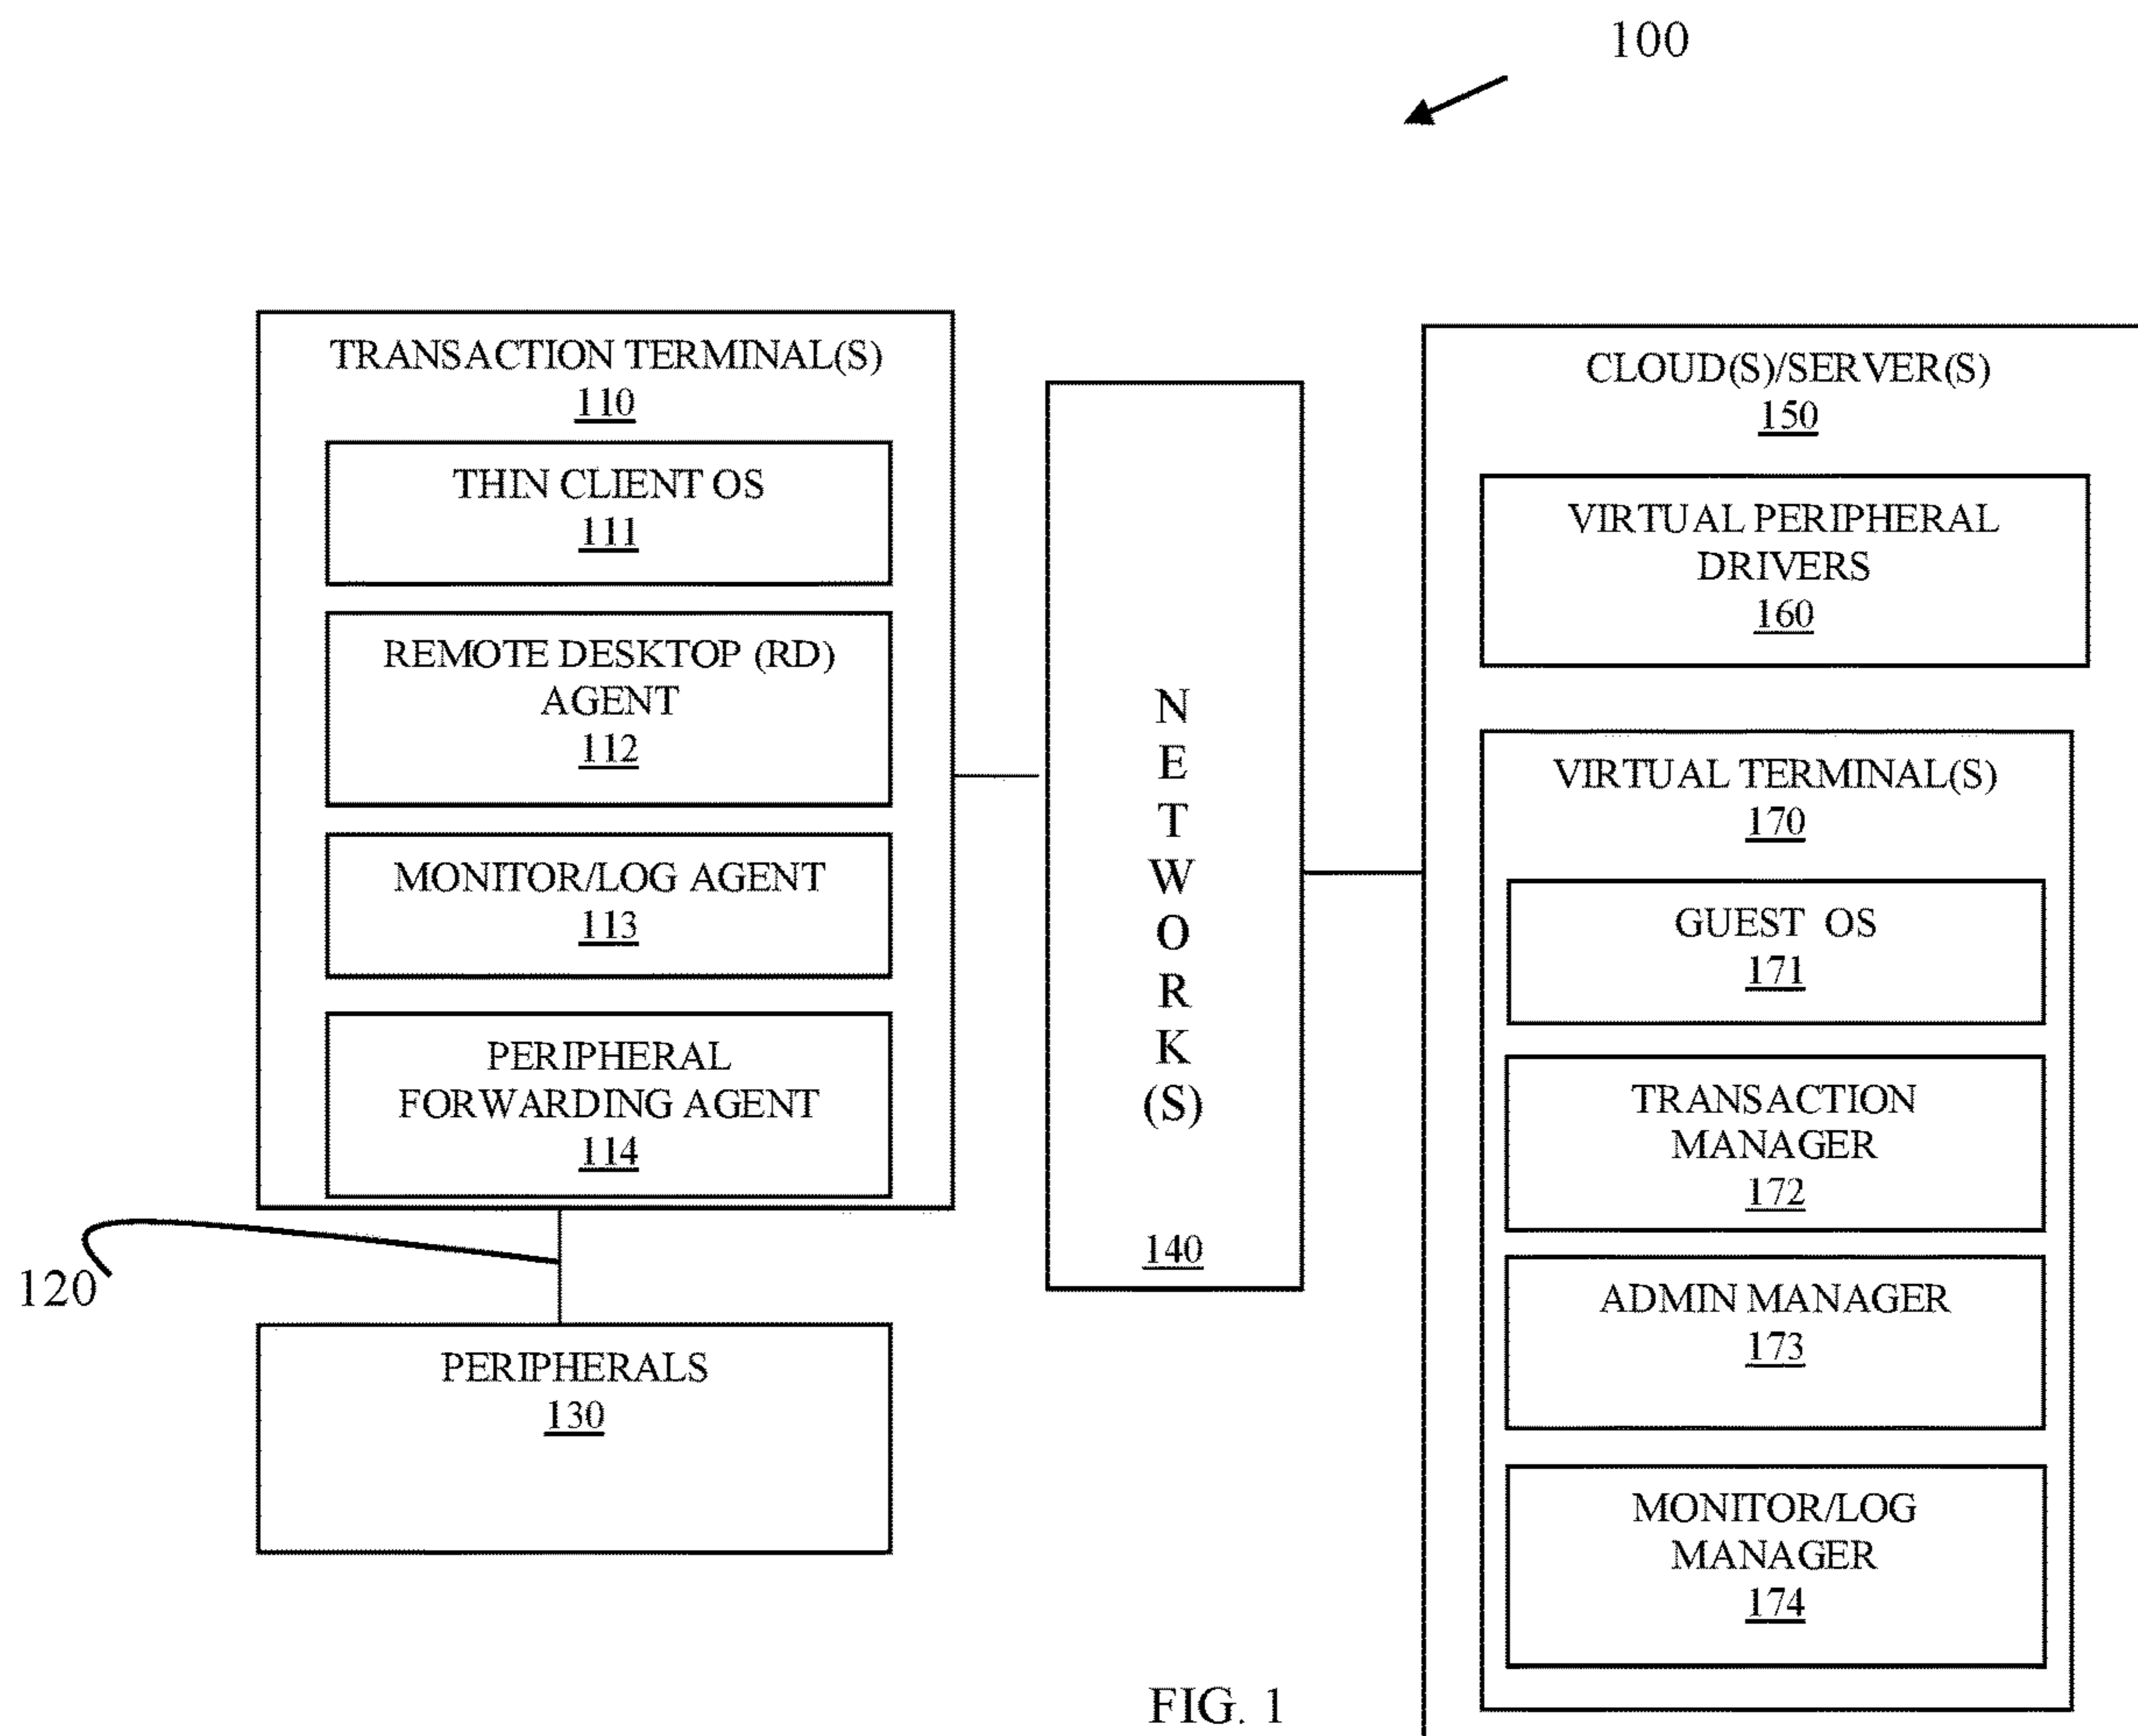 100
TRANSACTION TERMINAL(S)
110
THIN CLIENT OS
111
REMOTE DESKTOP (RD)
AGENT
112
MONITOR/LOG AGENT
113
PERIPHERAL
FORWARDING AGENT
114
120
PERIPHERALS
130
N
E
T
W
O
R
K
(S)
140
CLOUD(S)/SERVER(S)
150
VIRTUAL PERIPHERAL
DRIVERS
160
VIRTUAL TERMINAL(S)
170
GUEST OS
171
TRANSACTION
MANAGER
172
ADMIN MANAGER
173
MONITOR/LOG
MANAGER
174
FIG. 1